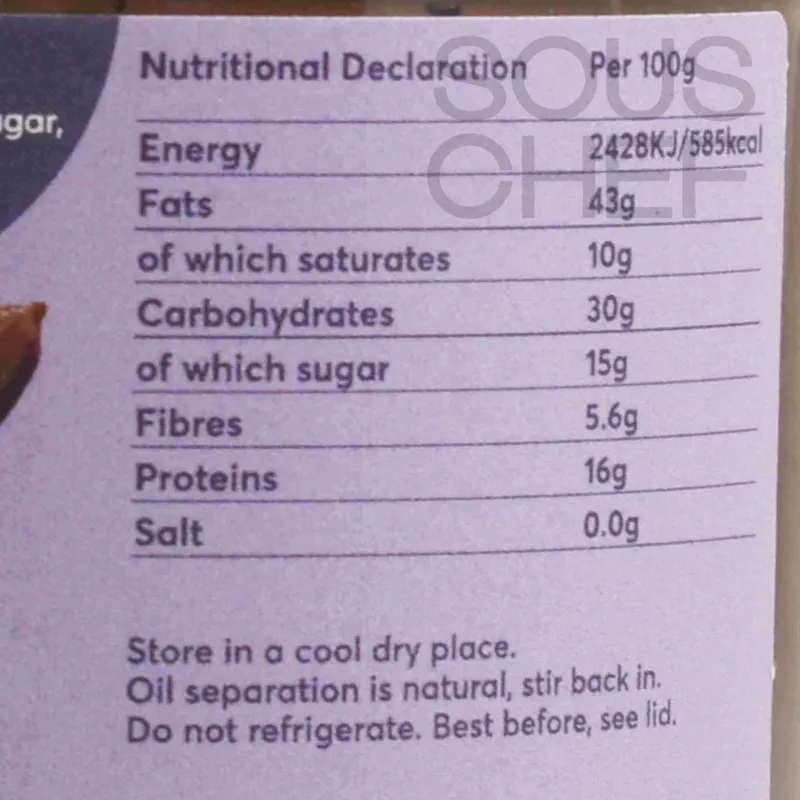 SOUS
CHEF
ugar,
Nutritional Declaration Per 100g
Energy 2428KJ/585kcal
Fats 43g
of which saturates 10g
Carbohydrates 30g
of which sugar 15g
Fibres 5.6g
Proteins 16g
Salt 0.0g
Store in a cool dry place.
Oil separation is natural, stir back in.
Do not refrigerate. Best before, see lid.